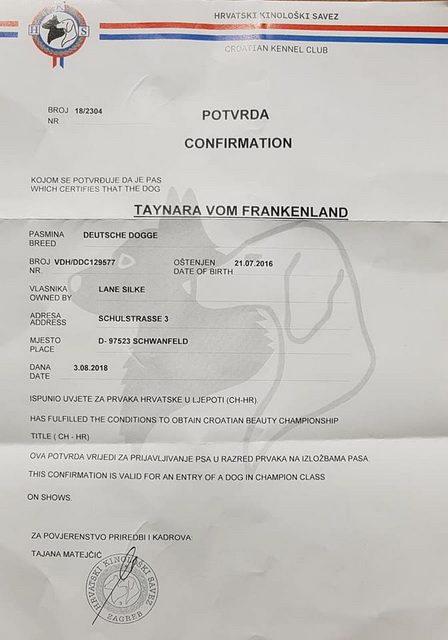 HRVATSKI KINOLOŠKI SAVEZ
H K S
CROATIAN KENNEL CLUB
BROJ 18/2304
NR.
POTVRDA
CONFIRMATION
KOJOM SE POTVRĐUJE DA JE PAS
WHICH CERTIFIES THAT THE DOG
TAYNARA VOM FRANKENLAND
PASMINA DEUTSCHE DOGGE
BREED
BROJ VDH/DDC129577 OŠTENJEN 21.07.2016
NR. DATE OF BIRTH
VLASNIKA LANE SILKE
OWNED BY
ADRESA SCHULSTRASSE 3
ADDRESS
MJESTO D- 97523 SCHWANFELD
PLACE
DANA 3.08.2018
DATE
ISPUNIO UVJETE ZA PRVAKA HRVATSKE U LJEPOTI (CH-HR).
HAS FULFILLED THE CONDITIONS TO OBTAIN CROATIAN BEAUTY CHAMPIONSHIP
TITLE ( CH - HR)
OVA POTVRDA VRIJEDI ZA PRIJAVLJIVANJE PSA U RAZRED PRVAKA NA IZLOŽBAMA PASA.
THIS CONFIRMATION IS VALID FOR AN ENTRY OF A DOG IN CHAMPION CLASS
ON SHOWS.
ZA POVJERENSTVO PRIREDBI I KADROVA:
TAJANA MATEJČIĆ
HRVATSKI KINOLOŠKI SAVEZ
ZAGREB